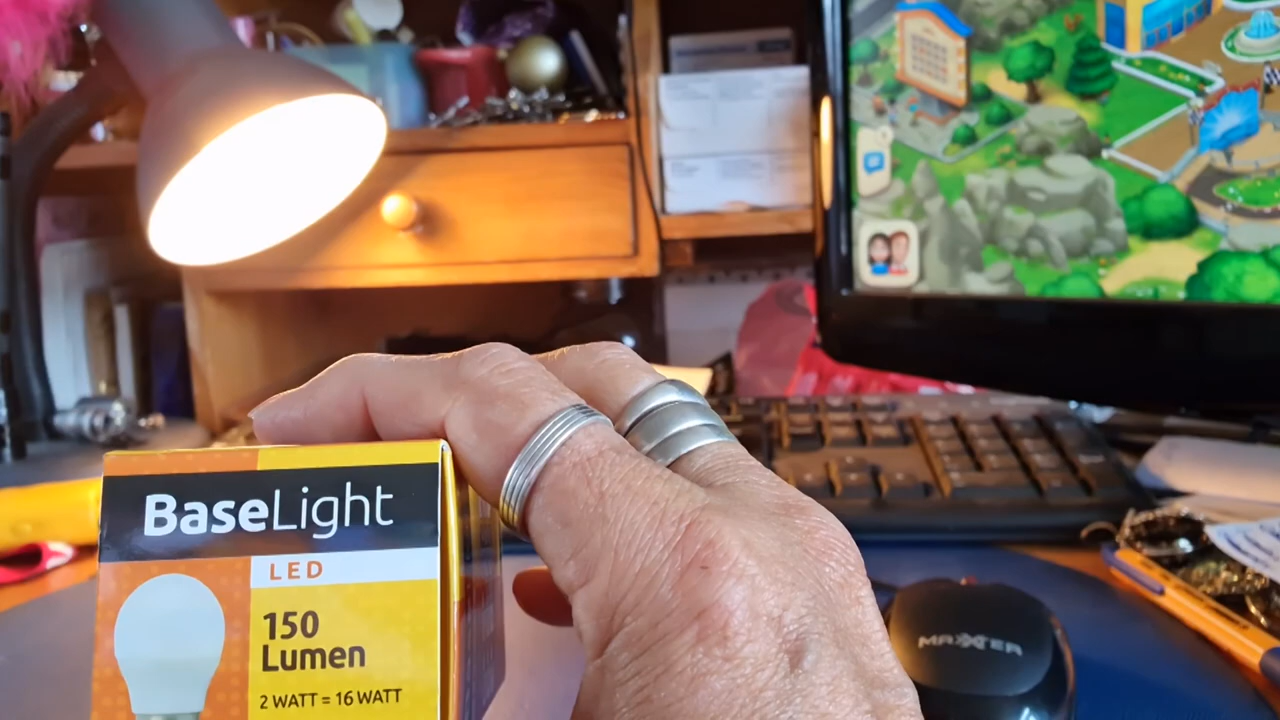 BaseLight
LED
150
Lumen
2 WATT = 16 WATT
MAXXTER